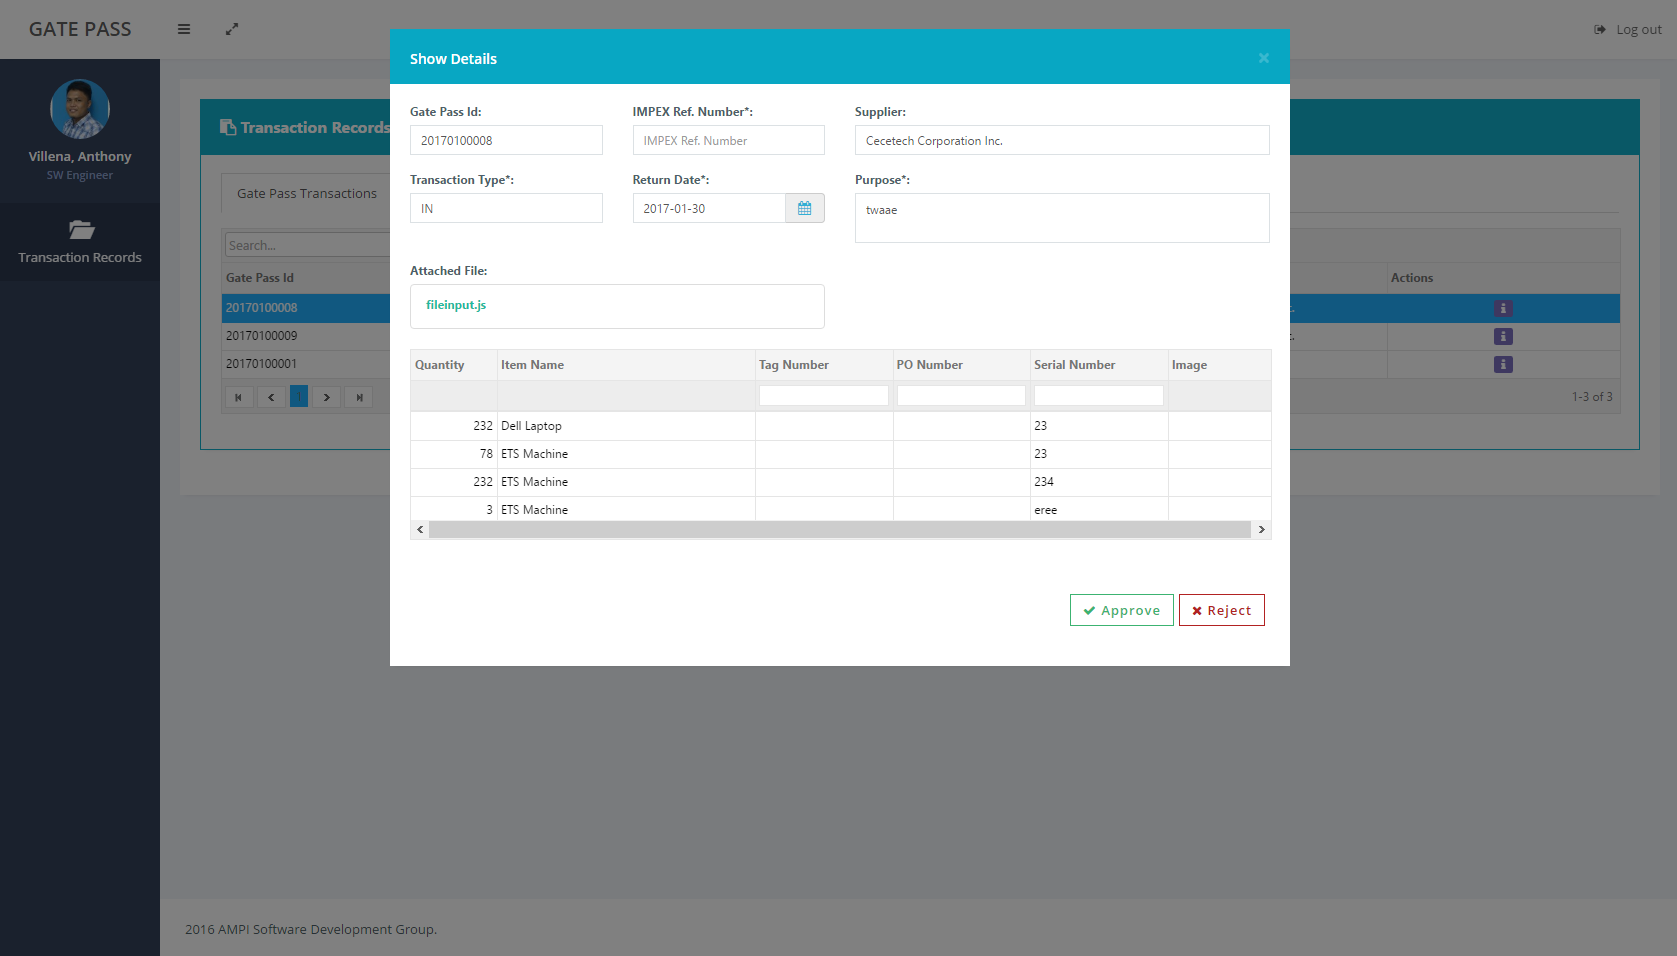 GATE PASS
Log out
Villena, Anthony
SW Engineer
Transaction Records
Transaction Records
Gate Pass Transactions
Search...
Gate Pass Id
Actions
20170100008
20170100009
20170100001
1
1-3 of 3
Show Details
×
Gate Pass Id:
IMPEX Ref. Number*:
Supplier:
20170100008
IMPEX Ref. Number
Cecetech Corporation Inc.
Transaction Type*:
Return Date*:
Purpose*:
IN
2017-01-30
twaae
Attached File:
fileinput.js
Quantity Item Name Tag Number PO Number Serial Number Image
232 Dell Laptop 23
78 ETS Machine 23
232 ETS Machine 234
3 ETS Machine eree
Approve
Reject
2016 AMPI Software Development Group.